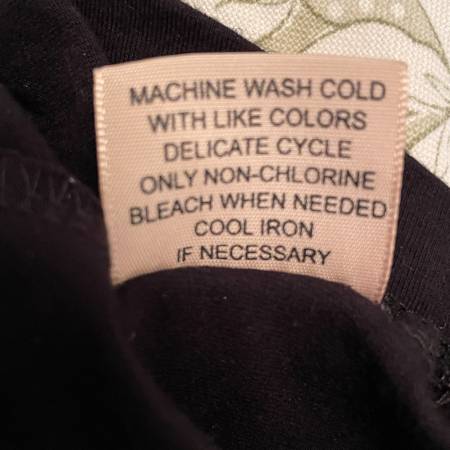 MACHINE WASH COLD
WITH LIKE COLORS
DELICATE CYCLE
ONLY NON-CHLORINE
BLEACH WHEN NEEDED
COOL IRON
IF NECESSARY